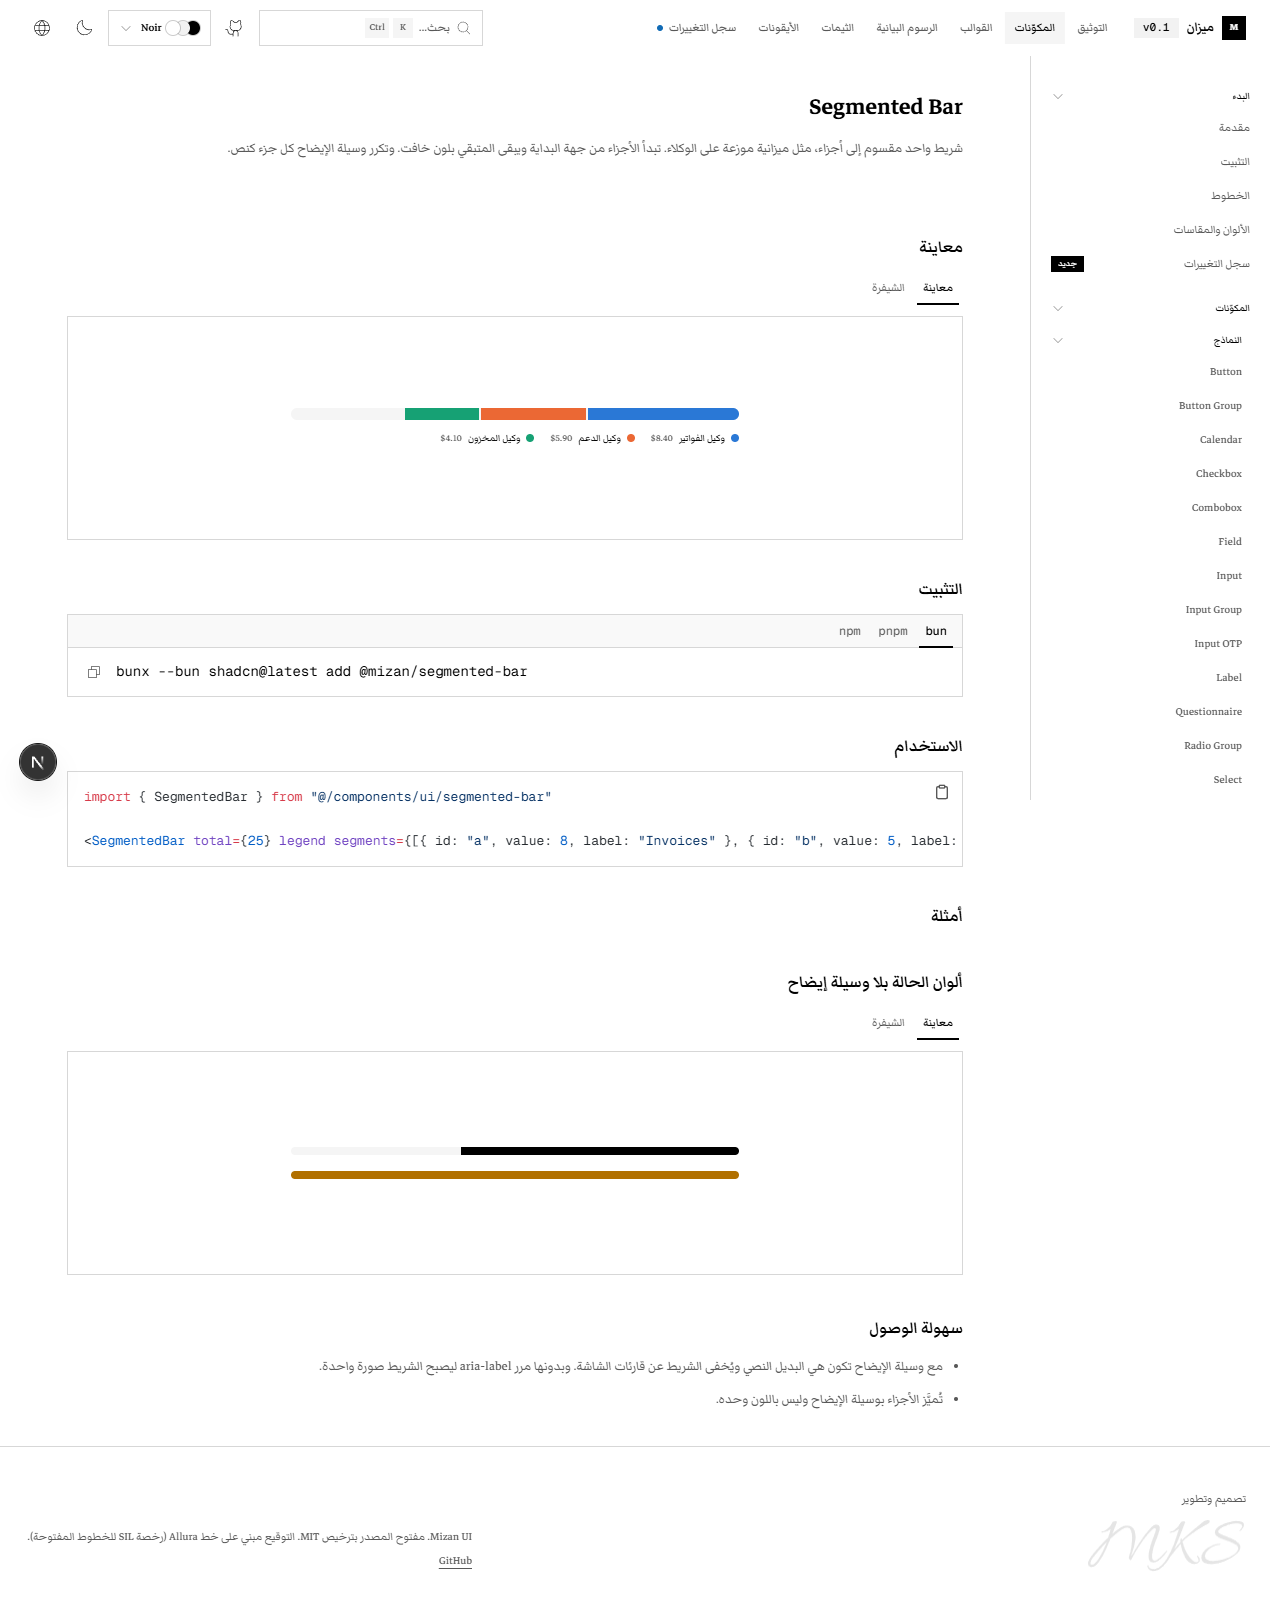 M ميزان v0.1 التوثيق المكوّنات القوالب الرسوم البيانية الثيمات الأيقونات سجل التغييرات بحث... K Ctrl Noir
البدء
مقدمة
التثبيت
الخطوط
الألوان والمقاسات
سجل التغييرات جديد
المكوّنات
النماذج
Button
Button Group
Calendar
Checkbox
Combobox
Field
Input
Input Group
Input OTP
Label
Questionnaire
Radio Group
Select
Segmented Bar
شريط واحد مقسوم إلى أجزاء، مثل ميزانية موزعة على الوكلاء. تبدأ الأجزاء من جهة البداية ويبقى المتبقي بلون خافت. وتكرر وسيلة الإيضاح كل جزء كنص.
معاينة
معاينة الشيفرة
وكيل الفواتير $8.40 وكيل الدعم $5.90 وكيل المخزون $4.10
التثبيت
bun pnpm npm
bunx --bun shadcn@latest add @mizan/segmented-bar
الاستخدام
import { SegmentedBar } from "@/components/ui/segmented-bar"
<SegmentedBar total={25} legend segments={[{ id: "a", value: 8, label: "Invoices" }, { id: "b", value: 5, label:
أمثلة
ألوان الحالة بلا وسيلة إيضاح
معاينة الشيفرة
سهولة الوصول
• مع وسيلة الإيضاح تكون هي البديل النصي ويُخفى الشريط عن قارئات الشاشة. وبدونها مرر aria-label ليصبح الشريط صورة واحدة.
• تُميَّز الأجزاء بوسيلة الإيضاح وليس باللون وحده.
تصميم وتطوير
MKS
Mizan UI. مفتوح المصدر بترخيص MIT. التوقيع مبني على خط Allura (رخصة SIL للخطوط المفتوحة).
GitHub